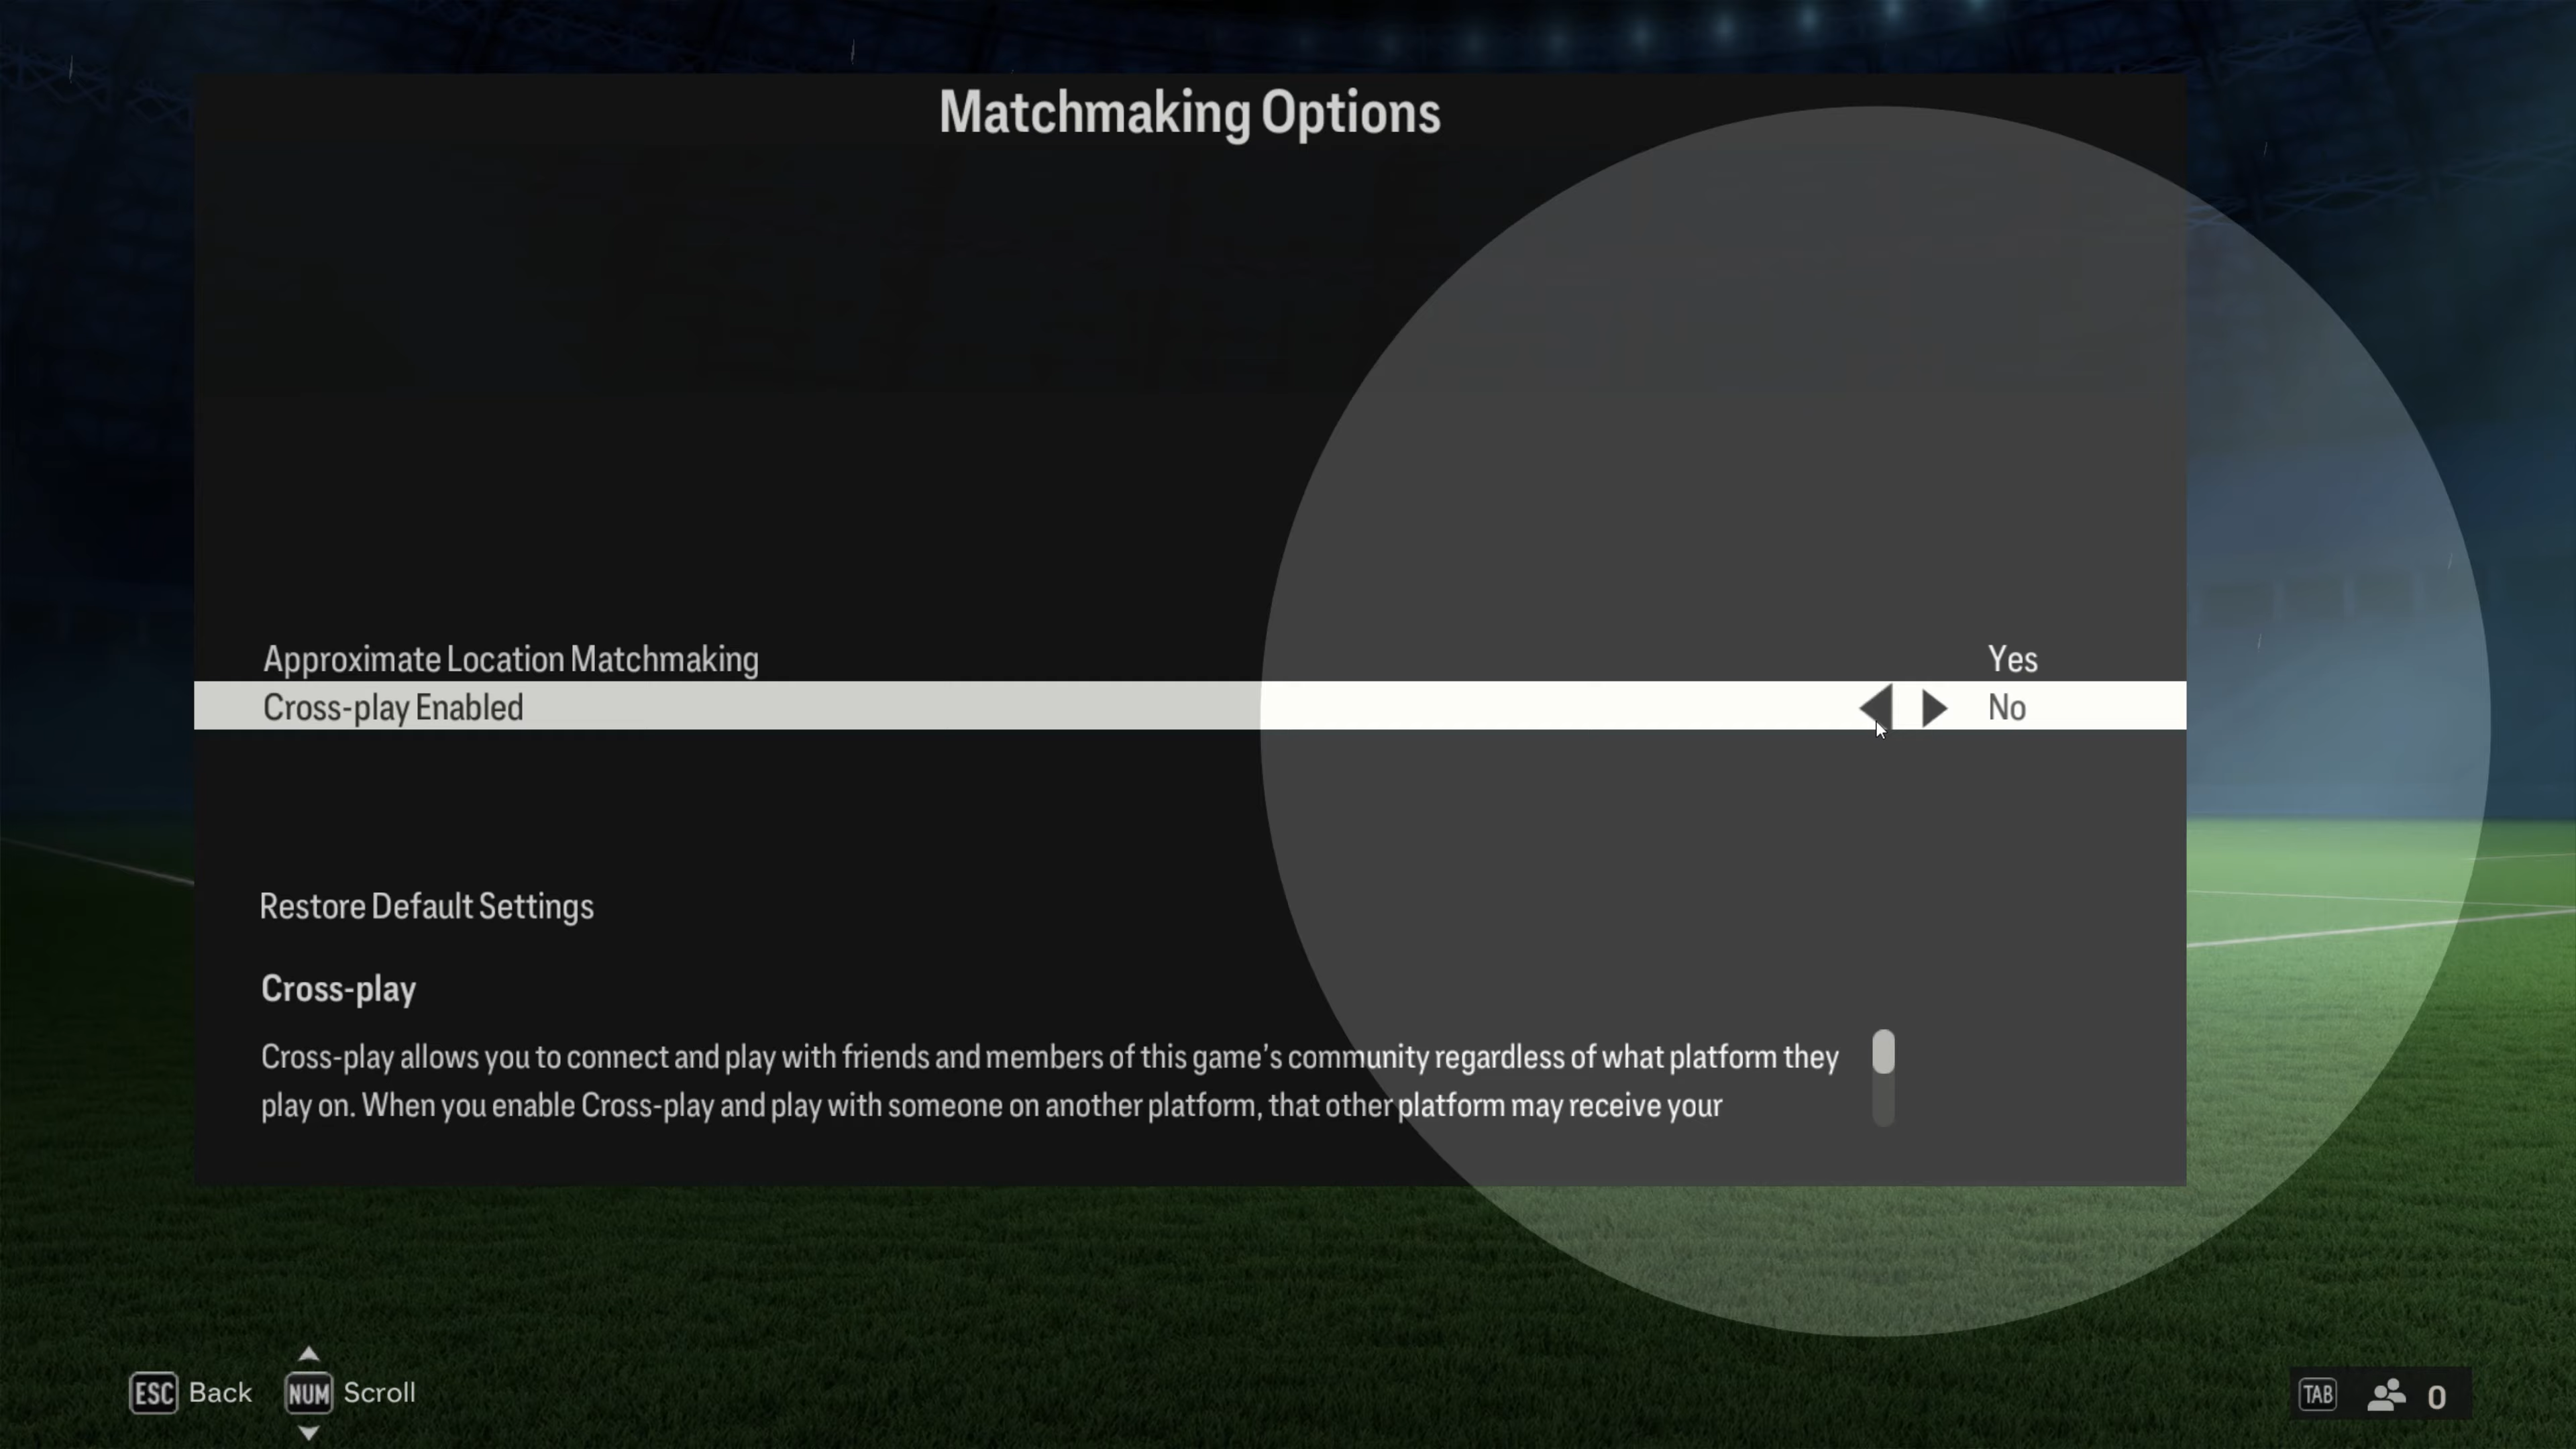 Matchmaking Options
Approximate Location Matchmaking Yes
Cross-play Enabled No
Restore Default Settings
Cross-play
Cross-play allows you to connect and play with friends and members of this game's community regardless of what platform they
play on. When you enable Cross-play and play with someone on another platform, that other platform may receive your
ESC Back NUM Scroll TAB 0